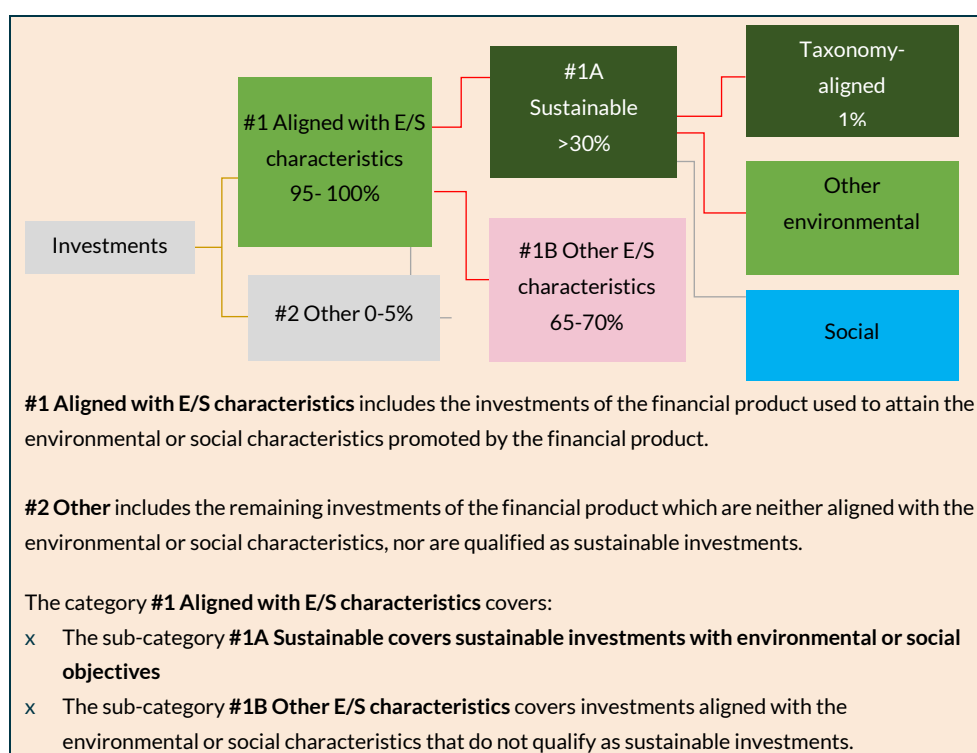 Investments
#1 Aligned with E/S
characteristics
95- 100%
#2 Other 0-5%
#1A
Sustainable
>30%
#1B Other E/S
characteristics
65-70%
Taxonomy-
aligned
1%
Other
environmental
Social
#1 Aligned with E/S characteristics includes the investments of the financial product used to attain the
environmental or social characteristics promoted by the financial product.
#2 Other includes the remaining investments of the financial product which are neither aligned with the
environmental or social characteristics, nor are qualified as sustainable investments.
The category #1 Aligned with E/S characteristics covers:
x The sub-category #1A Sustainable covers sustainable investments with environmental or social
objectives
x The sub-category #1B Other E/S characteristics covers investments aligned with the
environmental or social characteristics that do not qualify as sustainable investments.